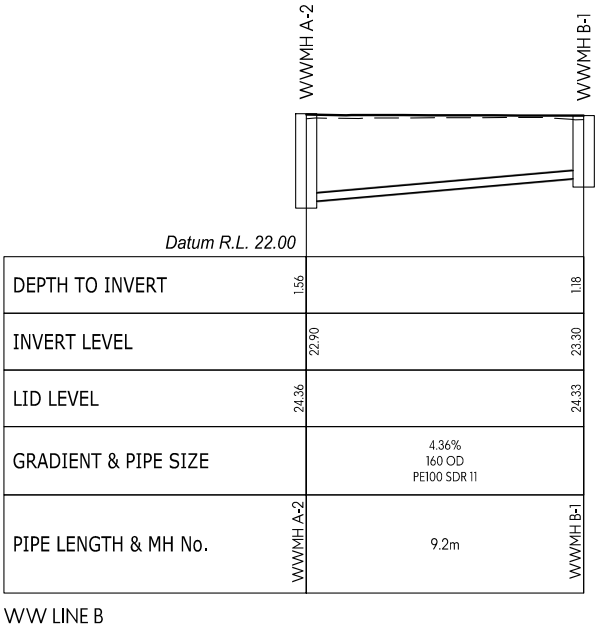 WWMH A-2
WWMH B-1
Datum R.L. 22.00
DEPTH TO INVERT
1.56
1.18
INVERT LEVEL
22.90
23.30
LID LEVEL
24.36
24.33
GRADIENT & PIPE SIZE
4.36%
160 OD
PE100 SDR 11
PIPE LENGTH & MH No.
WWMH A-2
9.2m
WWMH B-1
WW LINE B